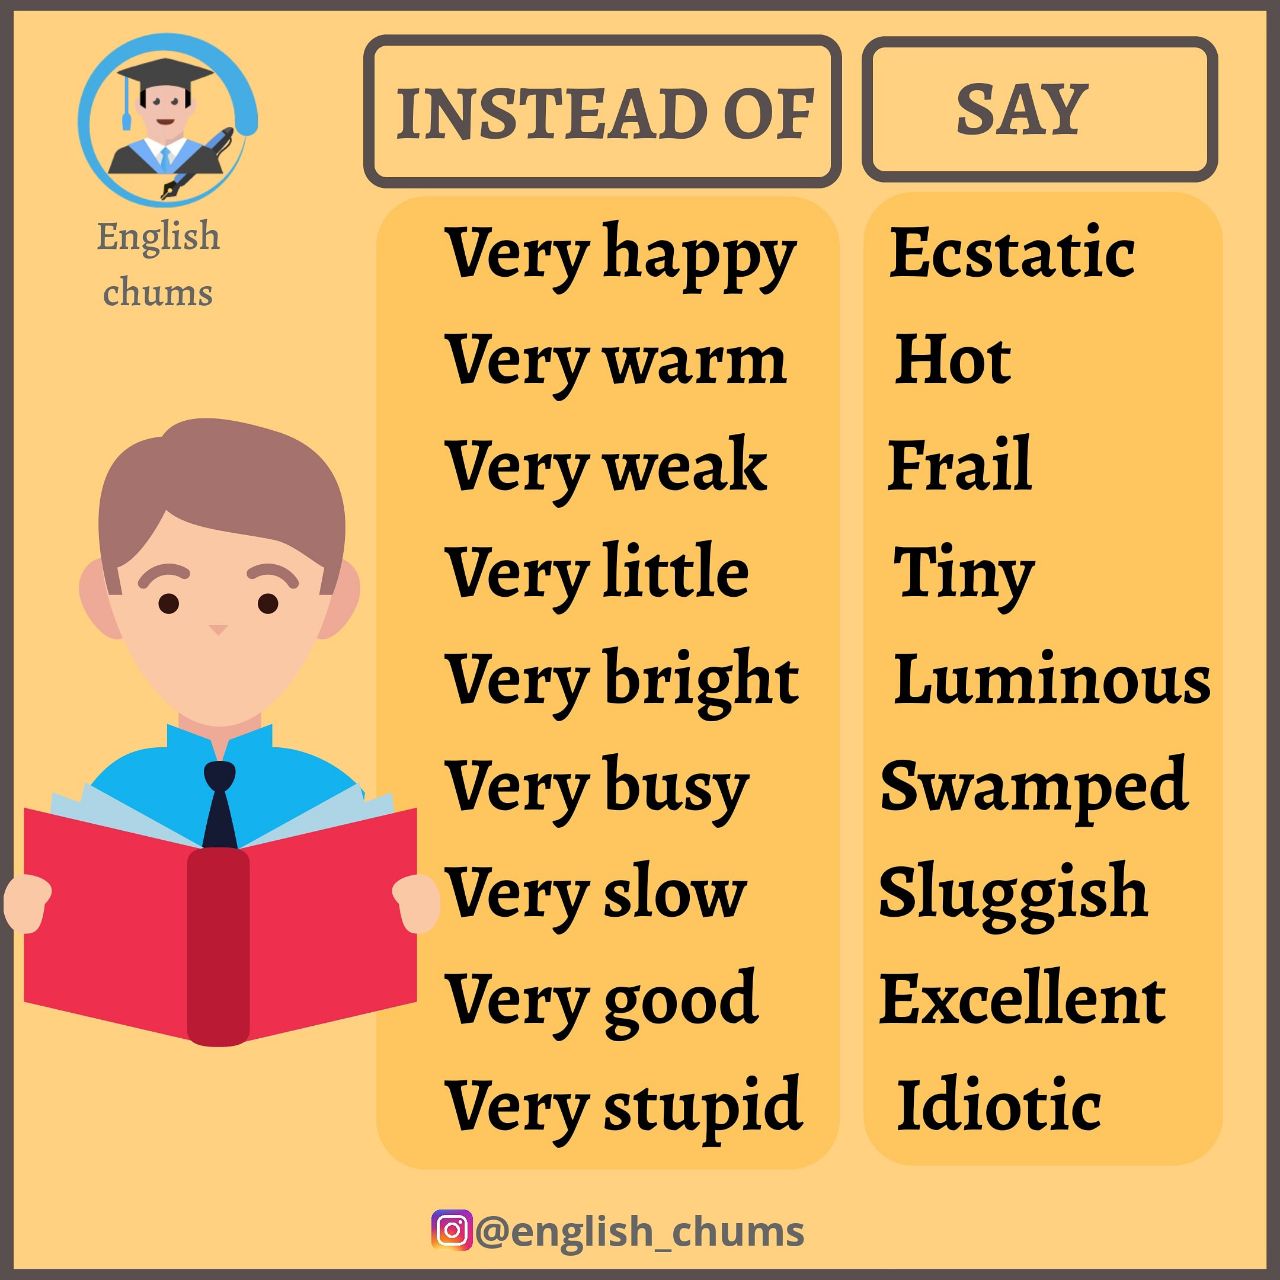 English
chums
INSTEAD OF SAY
Very happy Ecstatic
Very warm Hot
Very weak Frail
Very little Tiny
Very bright Luminous
Very busy Swamped
Very slow Sluggish
Very good Excellent
Very stupid Idiotic
@english_chums